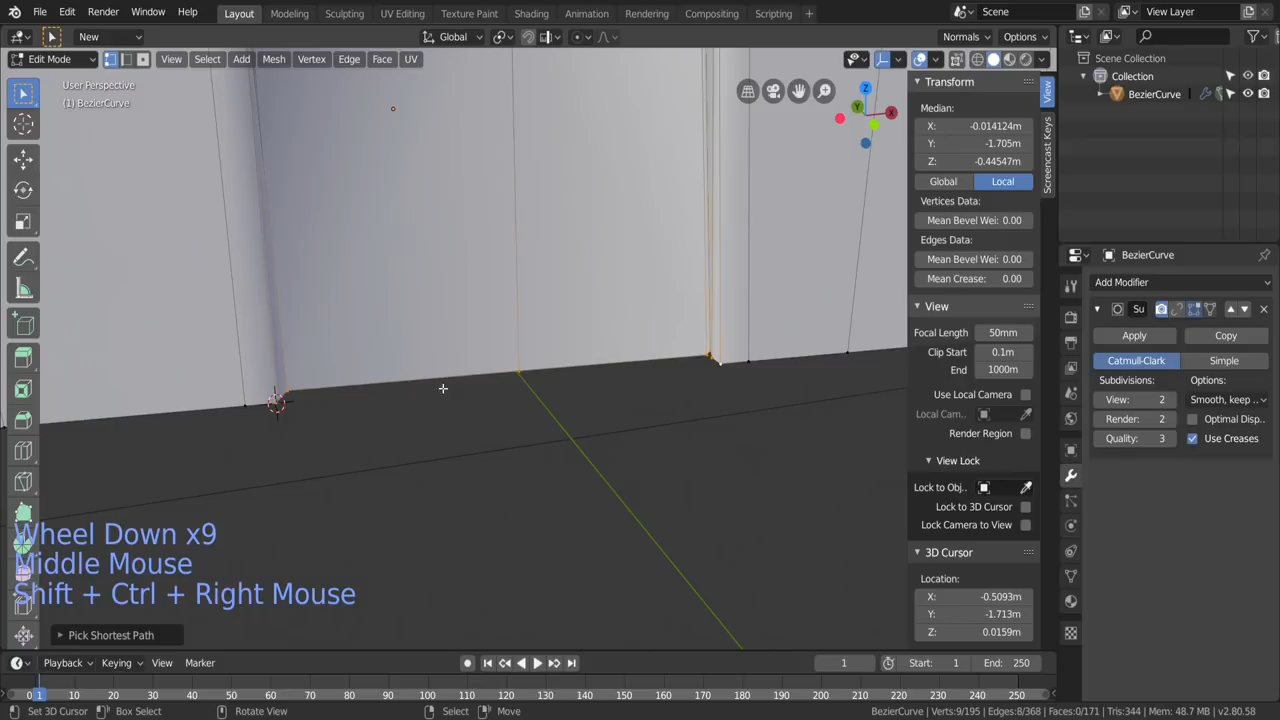 File Edit Render Window Help Layout Modeling Sculpting UV Editing Texture Paint Shading Animation Rendering Compositing Scripting + Scene View Layer
New Global Normals Options
Edit Mode View Select Add Mesh Vertex Edge Face UV
User Perspective
(1) BezierCurve
Transform
Median:
X: -0.014124m
Y: -1.705m
Z: -0.44547m
Global Local
Vertices Data:
Mean Bevel Wei: 0.00
Edges Data:
Mean Bevel Wei: 0.00
Mean Crease: 0.00
View
Focal Length 50mm
Clip Start 0.1m
End 1000m
Use Local Camera
Local Cam..
Render Region
View Lock
Lock to Obj..
Lock to 3D Cursor
Lock Camera to View
3D Cursor
Location:
X: -0.5093m
Y: -1.713m
Z: 0.0159m
View
Screencast Keys
Z
Y
X
Scene Collection
Collection
BezierCurve
BezierCurve
Add Modifier
Su
Apply Copy
Catmull-Clark Simple
Subdivisions: Options:
View: 2 Smooth, keep ..
Render: 2 Optimal Disp..
Quality: 3 Use Creases
Wheel Down x9
Middle Mouse
Shift + Ctrl + Right Mouse
Pick Shortest Path
Playback Keying View Marker 1 Start: 1 End: 250
0 1 10 20 30 40 50 60 70 80 90 100 110 120 130 140 150 160 170 180 190 200 210 220 230 240 250
Set 3D Cursor Box Select Rotate View Select Move BezierCurve | Verts:9/195 | Edges:8/368 | Faces:0/171 | Tris:344 | Mem: 48.7 MB | v2.80.58